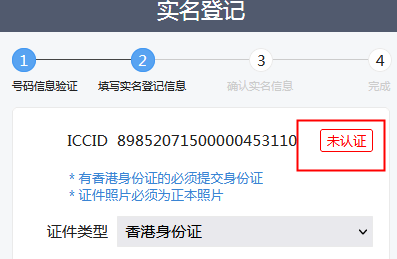 实名登记
1 2 3 4
号码信息验证 填写实名登记信息 确认实名信息 完成
ICCID 89852071500000453110 未认证
* 有香港身份证的必须提交身份证
* 证件照片必须为正本照片
证件类型 香港身份证